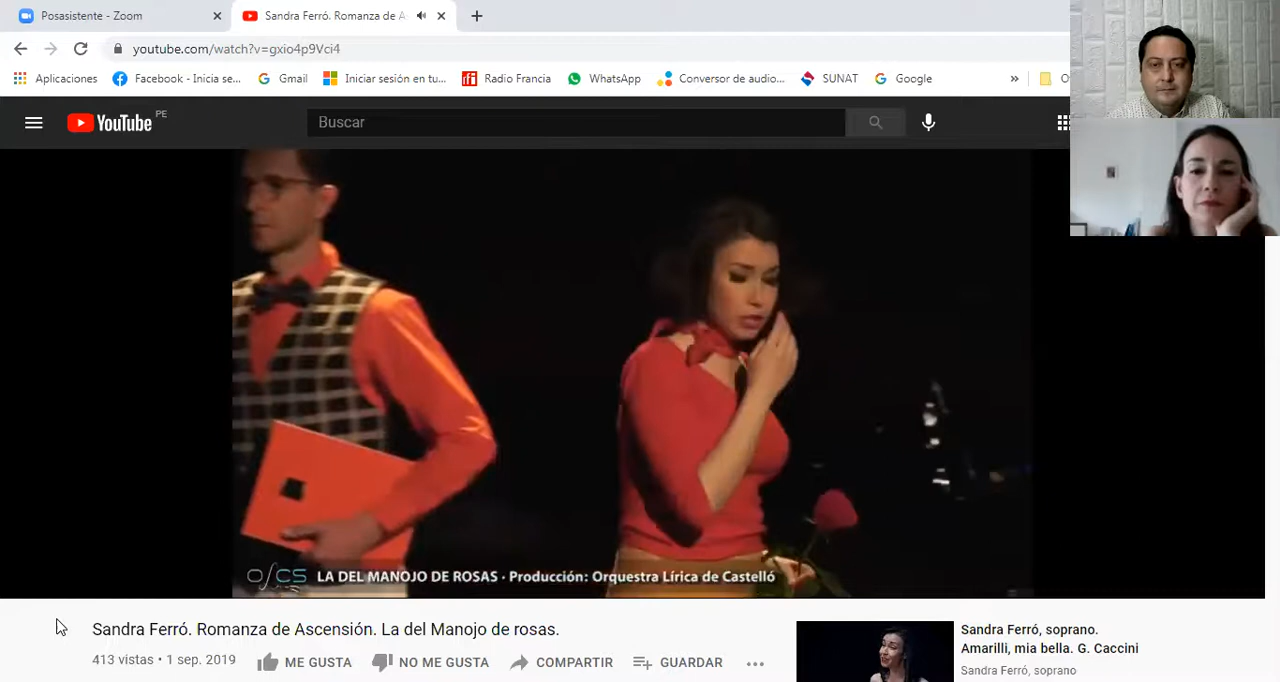 Posasistente - Zoom
Sandra Ferró. Romanza de A
youtube.com/watch?v=gxio4p9Vci4
Aplicaciones
Facebook - Inicia se...
Gmail
Iniciar sesión en tu...
rfi
Radio Francia
WhatsApp
Conversor de audio...
SUNAT
Google
»
YouTube PE
Buscar
LA DEL MANOJO DE ROSAS · Producción: Orquestra Lírica de Castelló
Sandra Ferró. Romanza de Ascensión. La del Manojo de rosas.
413 vistas • 1 sep. 2019
ME GUSTA
NO ME GUSTA
COMPARTIR
GUARDAR
...
Sandra Ferró, soprano.
Amarilli, mia bella. G. Caccini
Sandra Ferró, soprano